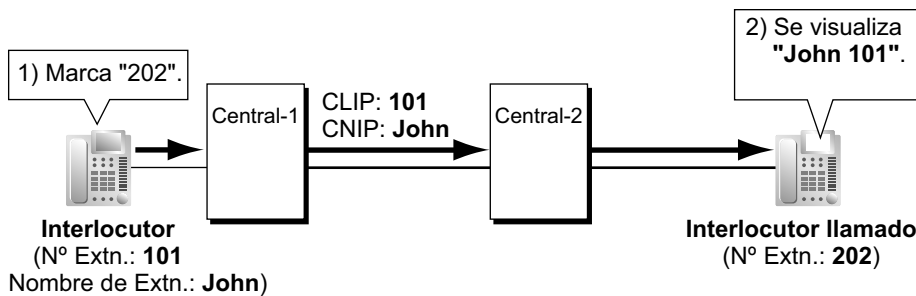 1) Marca "202".
Central-1
CLIP: 101
CNIP: John
Central-2
2) Se visualiza
"John 101".
Interlocutor
(Nº Extn.: 101
Nombre de Extn.: John)
Interlocutor llamado
(Nº Extn.: 202)